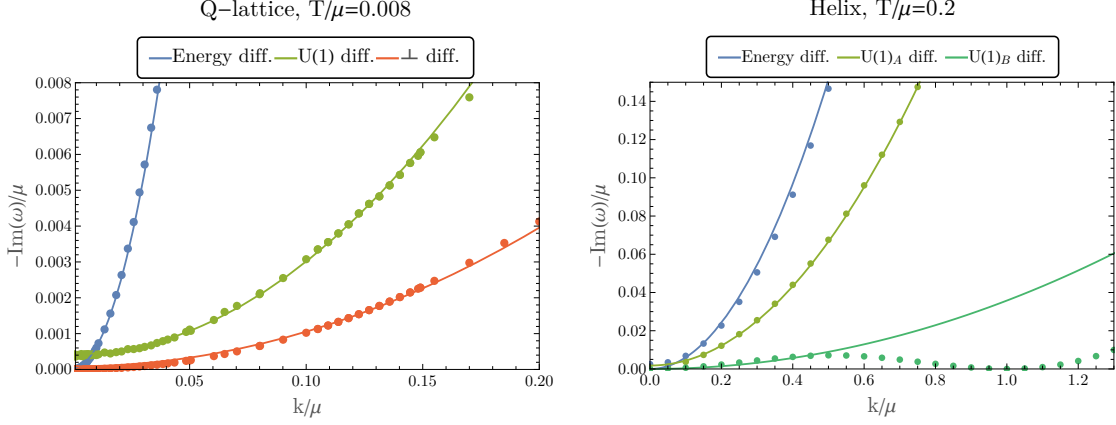 Q−lattice, T/μ=0.008
Energy diff. U(1) diff. ⊥ diff.
0.008
0.007
0.006
0.005
0.004
0.003
0.002
0.001
0.000
−Im(ω)/μ
0.05 0.10 0.15 0.20
k/μ
Helix, T/μ=0.2
Energy diff. U(1)A diff. U(1)B diff.
0.14
0.12
0.10
0.08
0.06
0.04
0.02
0.00
−Im(ω)/μ
0.0 0.2 0.4 0.6 0.8 1.0 1.2
k/μ